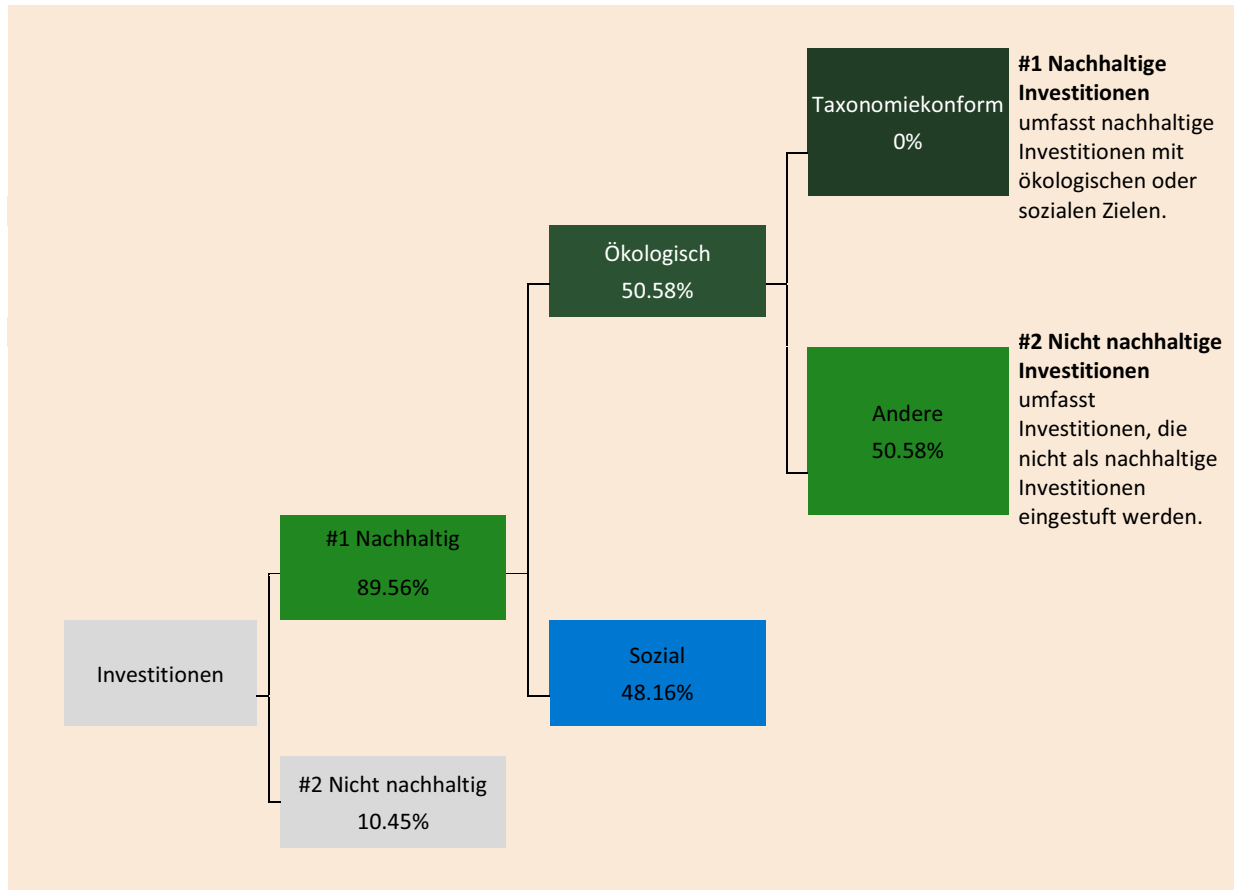 Taxonomiekonform
0%
#1 Nachhaltige
Investitionen
umfasst nachhaltige
Investitionen mit
ökologischen oder
sozialen Zielen.
Ökologisch
50.58%
Andere
50.58%
#2 Nicht nachhaltige
Investitionen
umfasst
Investitionen, die
nicht als nachhaltige
Investitionen
eingestuft werden.
#1 Nachhaltig
89.56%
Investitionen
Sozial
48.16%
#2 Nicht nachhaltig
10.45%